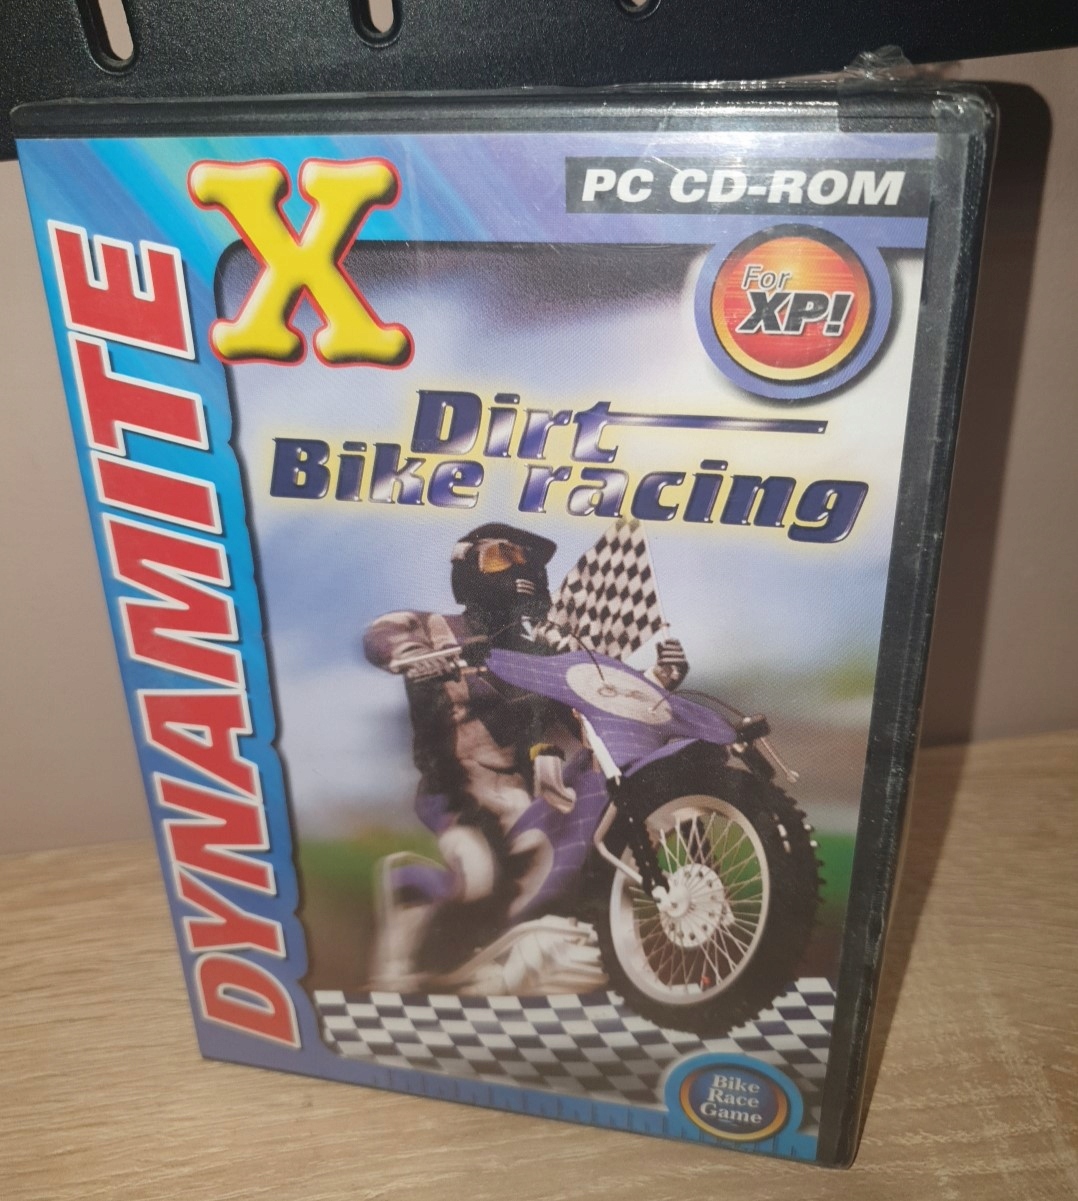 DYNAMITE
X
PC CD-ROM
For
XP!
Dirt
Bike racing
Bike
Race
Game